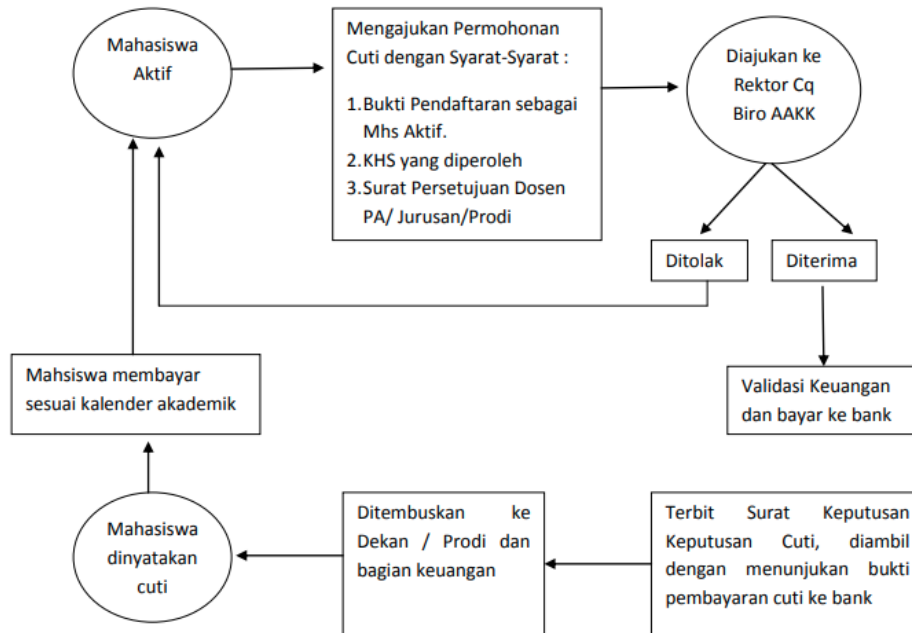 Mahasiswa
Aktif
Mengajukan Permohonan
Cuti dengan Syarat-Syarat :
1.Bukti Pendaftaran sebagai
Mhs Aktif.
2.KHS yang diperoleh
3.Surat Persetujuan Dosen
PA/ Jurusan/Prodi
Diajukan ke
Rektor Cq
Biro AAKK
Ditolak
Diterima
Mahsiswa membayar
sesuai kalender akademik
Validasi Keuangan
dan bayar ke bank
Mahasiswa
dinyatakan
cuti
Ditembuskan ke
Dekan / Prodi dan
bagian keuangan
Terbit Surat Keputusan
Keputusan Cuti, diambil
dengan menunjukan bukti
pembayaran cuti ke bank